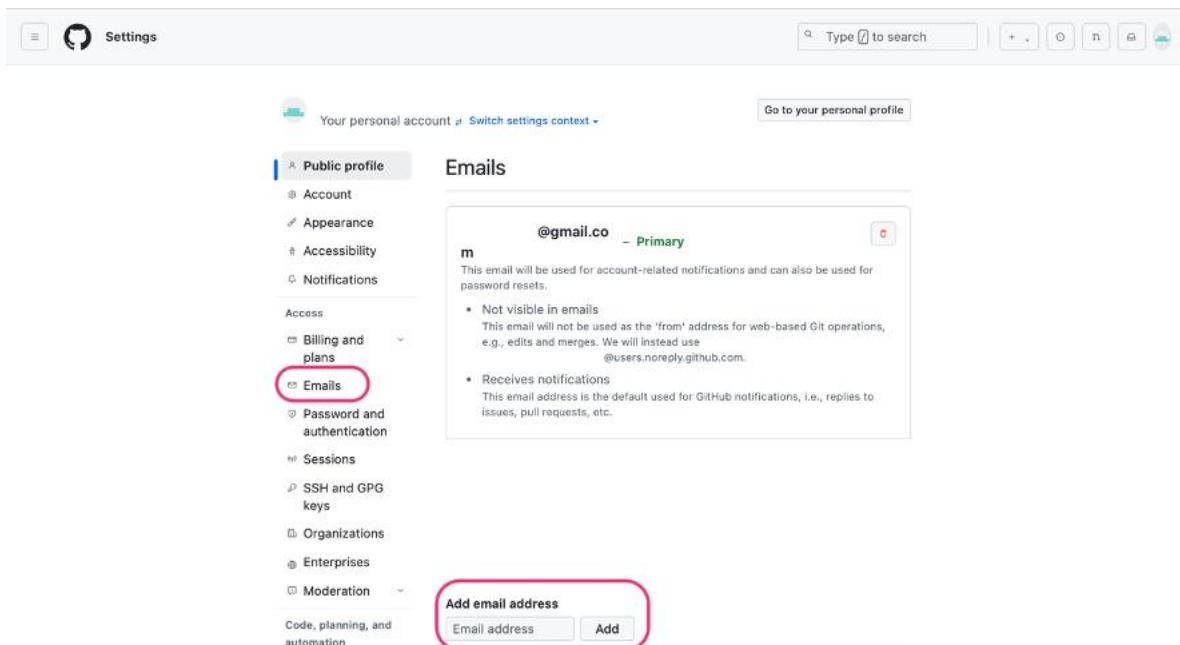 Settings
Type / to search
Your personal account Switch settings context
Go to your personal profile
Public profile
Account
Appearance
Accessibility
Notifications
Access
Billing and
plans
Emails
Password and
authentication
Sessions
SSH and GPG
keys
Organizations
Enterprises
Moderation
Code, planning, and
automation
Emails
@gmail.co
m
– Primary
This email will be used for account-related notifications and can also be used for
password resets.
• Not visible in emails
This email will not be used as the 'from' address for web-based Git operations,
e.g., edits and merges. We will instead use
@users.noreply.github.com.
• Receives notifications
This email address is the default used for GitHub notifications, i.e., replies to
issues, pull requests, etc.
Add email address
Email address
Add